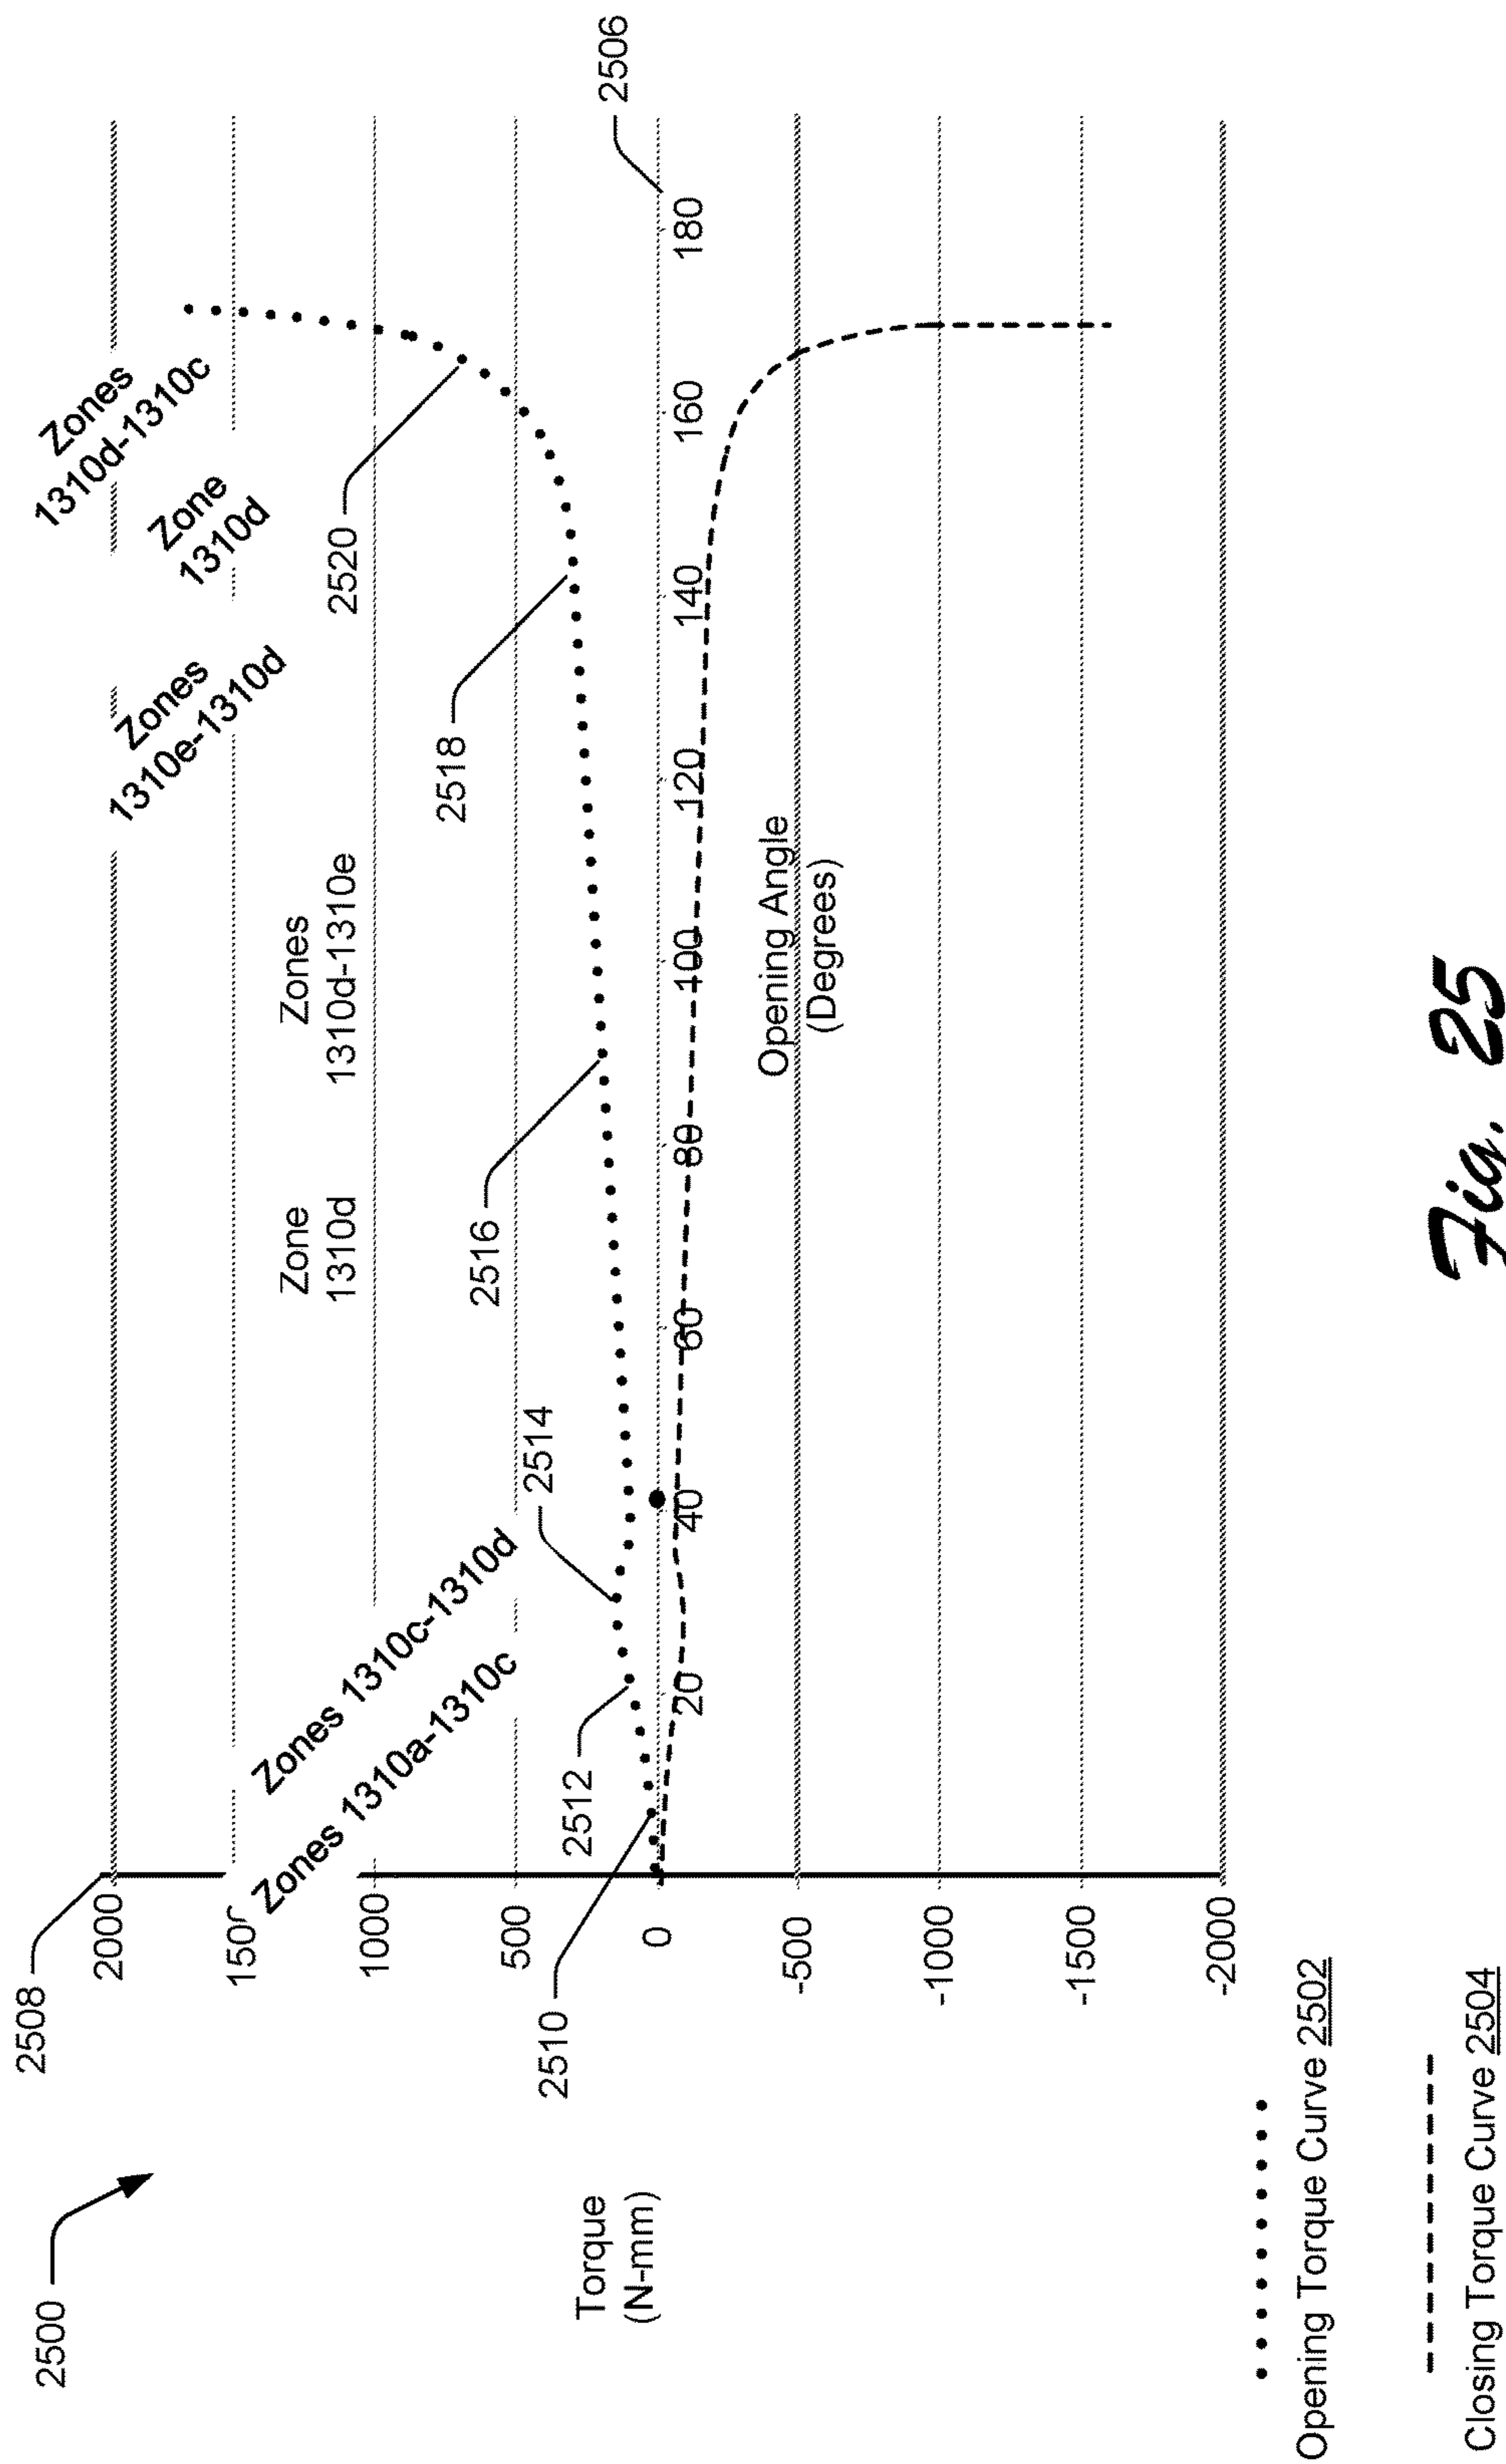 2500
2508
2000
1500
1000
500
0
-500
-1000
-1500
-2000
Torque
(N-mm)
2510
2512
2514
2516
2518
2520
2506
Zones 1310a-1310c
Zones 1310c-1310d
Zone
1310d
Zones
1310d-1310e
Zones
1310e-1310d
Zone
1310d
Zones
1310d-1310c
20
40
60
80
100
120
140
160
180
Opening Angle
(Degrees)
Opening Torque Curve 2502
Closing Torque Curve 2504
Fig. 25